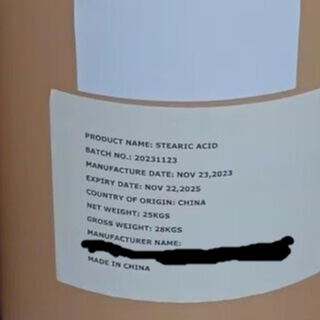 PRODUCT NAME: STEARIC ACID
BATCH NO.: 20231123
MANUFACTURE DATE: NOV 23,2023
EXPIRY DATE: NOV 22,2025
COUNTRY OF ORIGIN: CHINA
NET WEIGHT: 25KGS
GROSS WEIGHT: 28KGS
MANUFACTURER NAME:
MADE IN CHINA